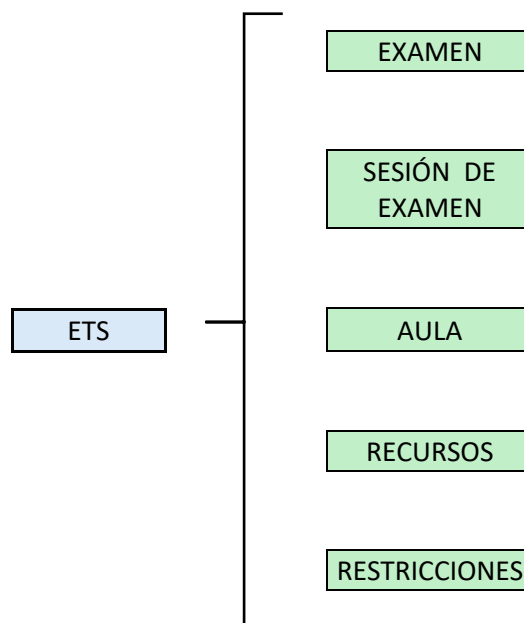 EXAMEN
SESIÓN DE
EXAMEN
ETS
AULA
RECURSOS
RESTRICCIONES